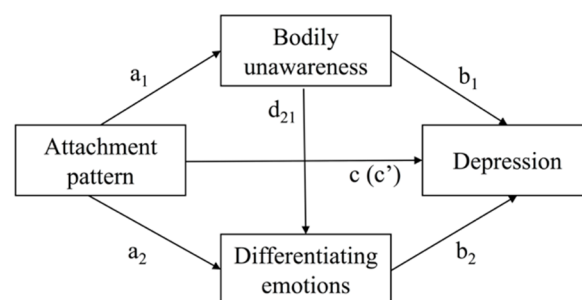 Bodily
unawareness
a1
b1
d21
Attachment
pattern
Depression
c (c’)
a2
b2
Differentiating
emotions